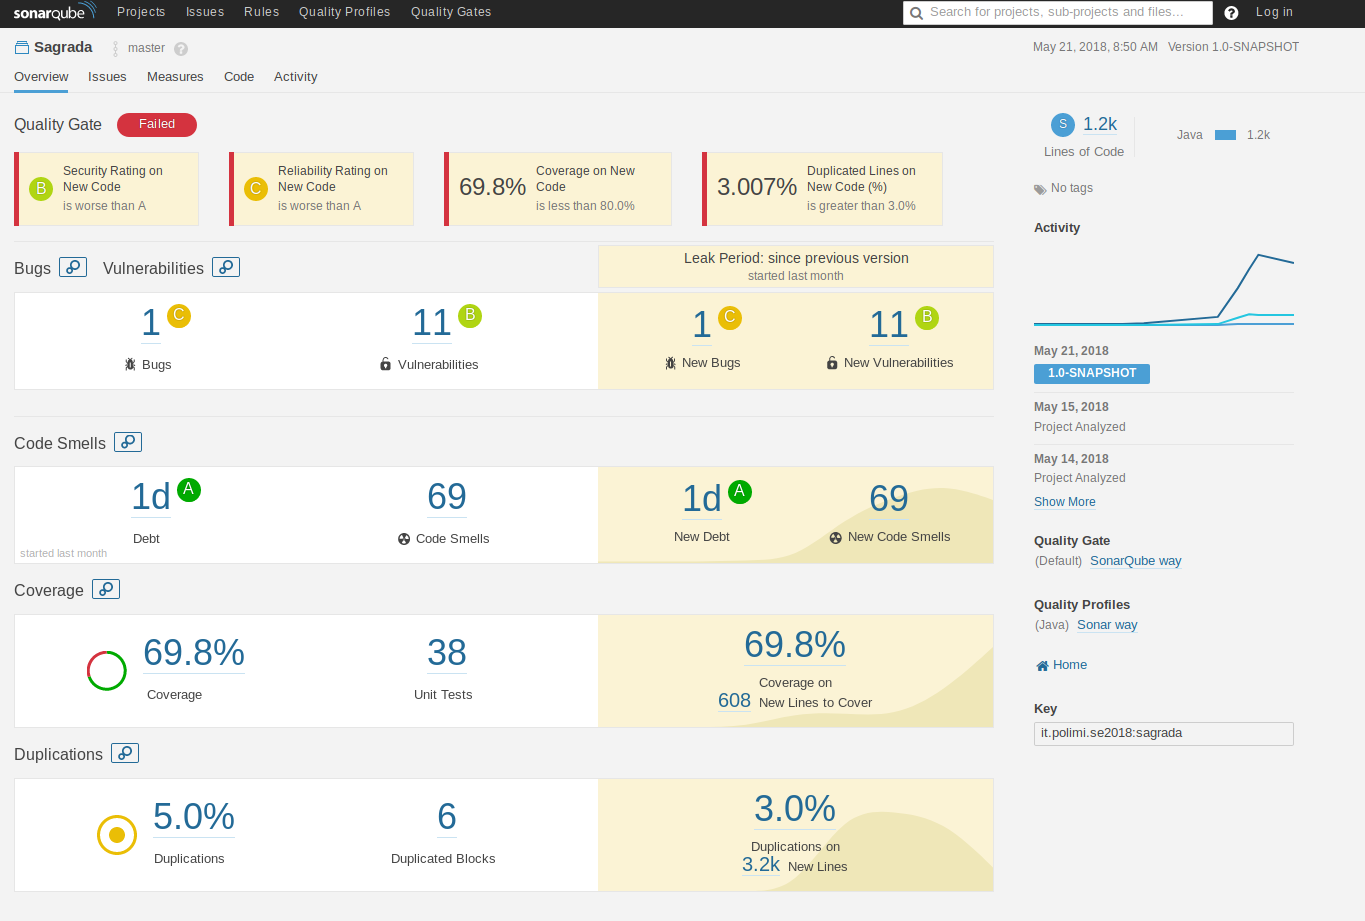 sonarqube Projects Issues Rules Quality Profiles Quality Gates Search for projects, sub-projects and files... ? Log in
Sagrada master ? May 21, 2018, 8:50 AM Version 1.0-SNAPSHOT
Overview Issues Measures Code Activity
Quality Gate Failed
B Security Rating on
New Code
is worse than A
C Reliability Rating on
New Code
is worse than A
69.8% Coverage on New
Code
is less than 80.0%
3.007% Duplicated Lines on
New Code (%)
is greater than 3.0%
Bugs Vulnerabilities
Leak Period: since previous version
started last month
1 C
Bugs
11 B
Vulnerabilities
1 C
New Bugs
11 B
New Vulnerabilities
Code Smells
1d A
Debt
started last month
69
Code Smells
1d A
New Debt
69
New Code Smells
Coverage
69.8%
Coverage
38
Unit Tests
69.8%
Coverage on
608 New Lines to Cover
Duplications
5.0%
Duplications
6
Duplicated Blocks
3.0%
Duplications on
3.2k New Lines
S 1.2k
Lines of Code
Java 1.2k
No tags
Activity
May 21, 2018
1.0-SNAPSHOT
May 15, 2018
Project Analyzed
May 14, 2018
Project Analyzed
Show More
Quality Gate
(Default) SonarQube way
Quality Profiles
(Java) Sonar way
Home
Key
it.polimi.se2018:sagrada